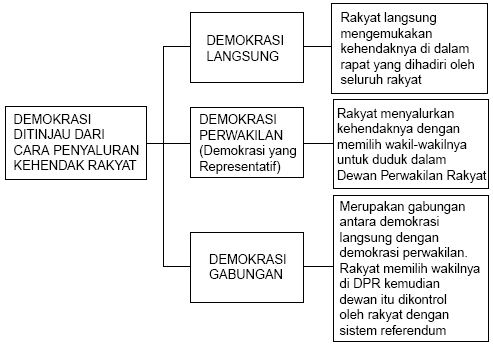 DEMOKRASI
DITINJAU DARI
CARA PENYALURAN
KEHENDAK RAKYAT
DEMOKRASI
LANGSUNG
Rakyat langsung
mengemukakan
kehendaknya di dalam
rapat yang dihadiri oleh
seluruh rakyat
DEMOKRASI
PERWAKILAN
(Demokrasi yang
Representatif)
Rakyat menyalurkan
kehendaknya dengan
memilih wakil-wakilnya
untuk duduk dalam
Dewan Perwakilan Rakyat
DEMOKRASI
GABUNGAN
Merupakan gabungan
antara demokrasi
langsung dengan
demokrasi perwakilan.
Rakyat memilih wakilnya
di DPR kemudian
dewan itu dikontrol
oleh rakyat dengan
sistem referendum